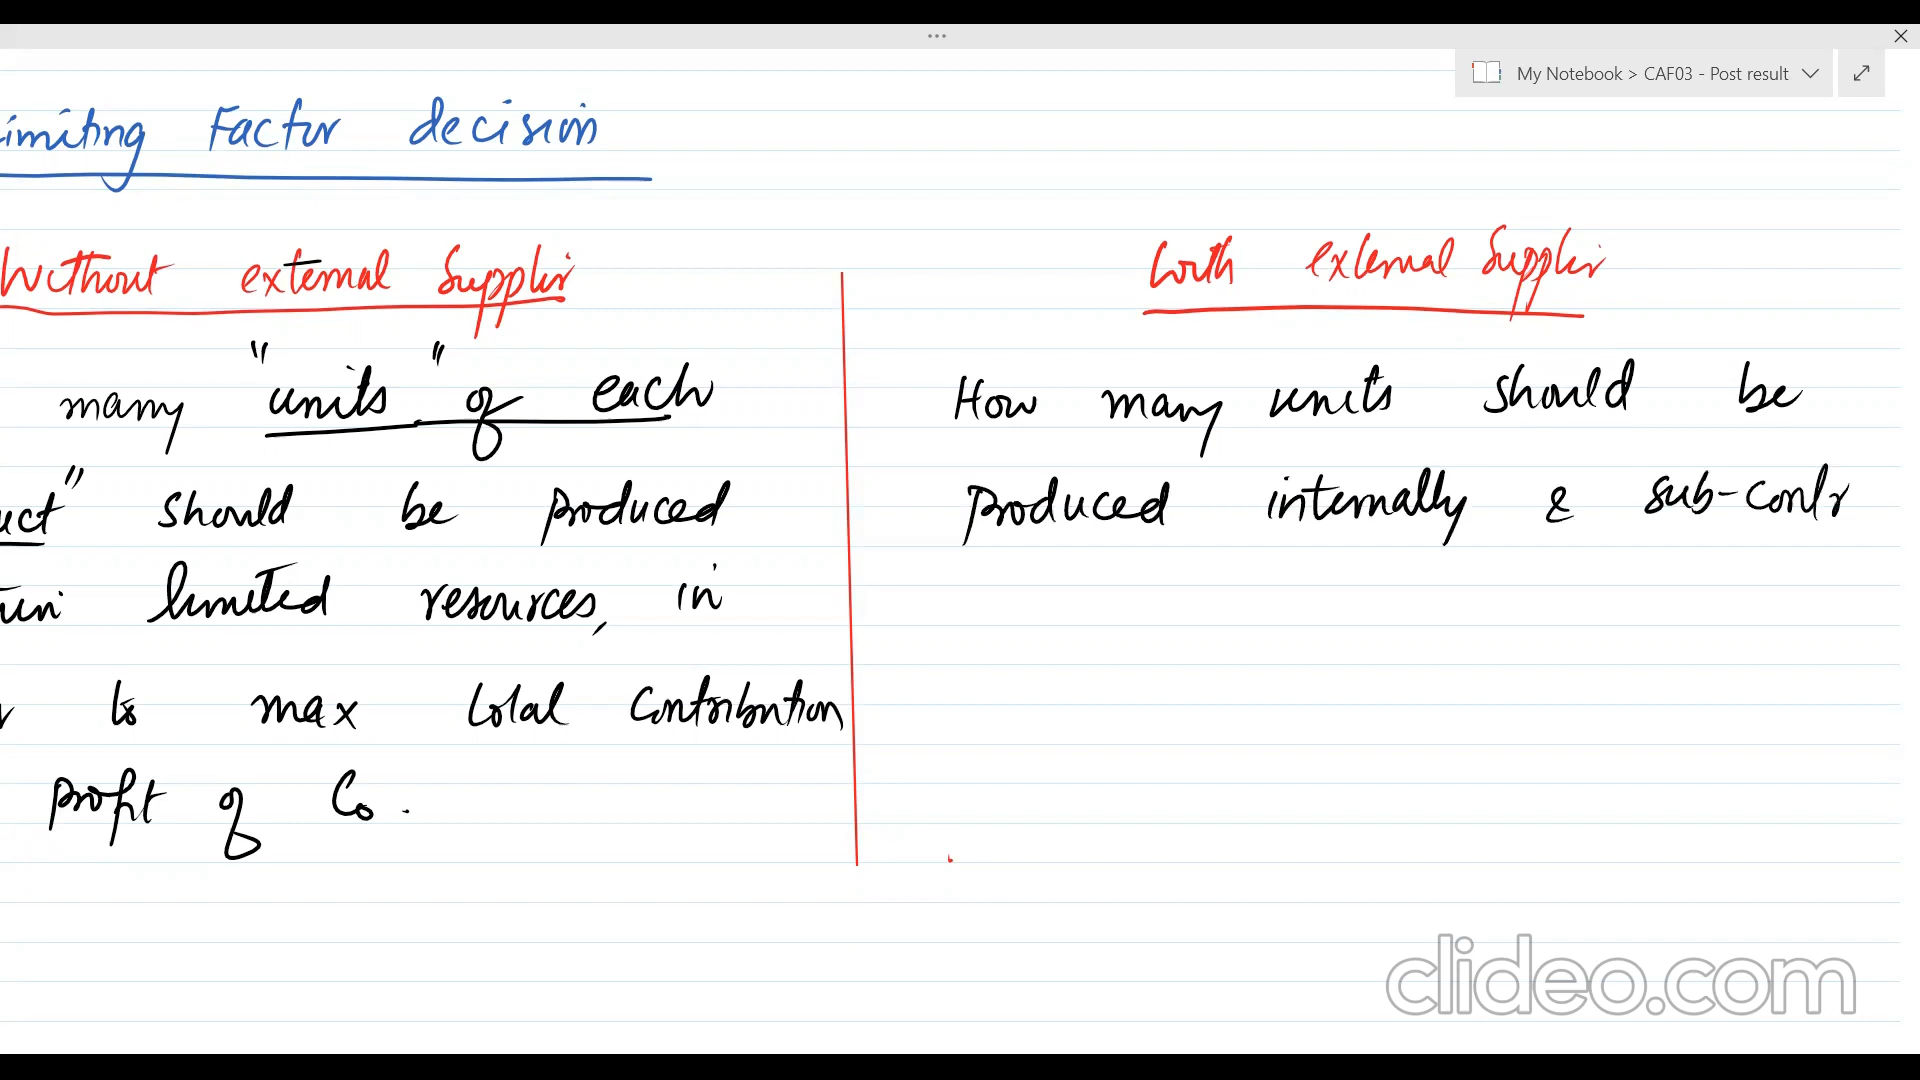 My Notebook > CAF03 - Post result
imiting Factor decision
Without external Supplier
many "units" of each
uct" should be produced
limited resources, in
to max total Contribution
profit of Co.
With external Supplier
How many units should be
produced internally & sub-contr
clideo.com